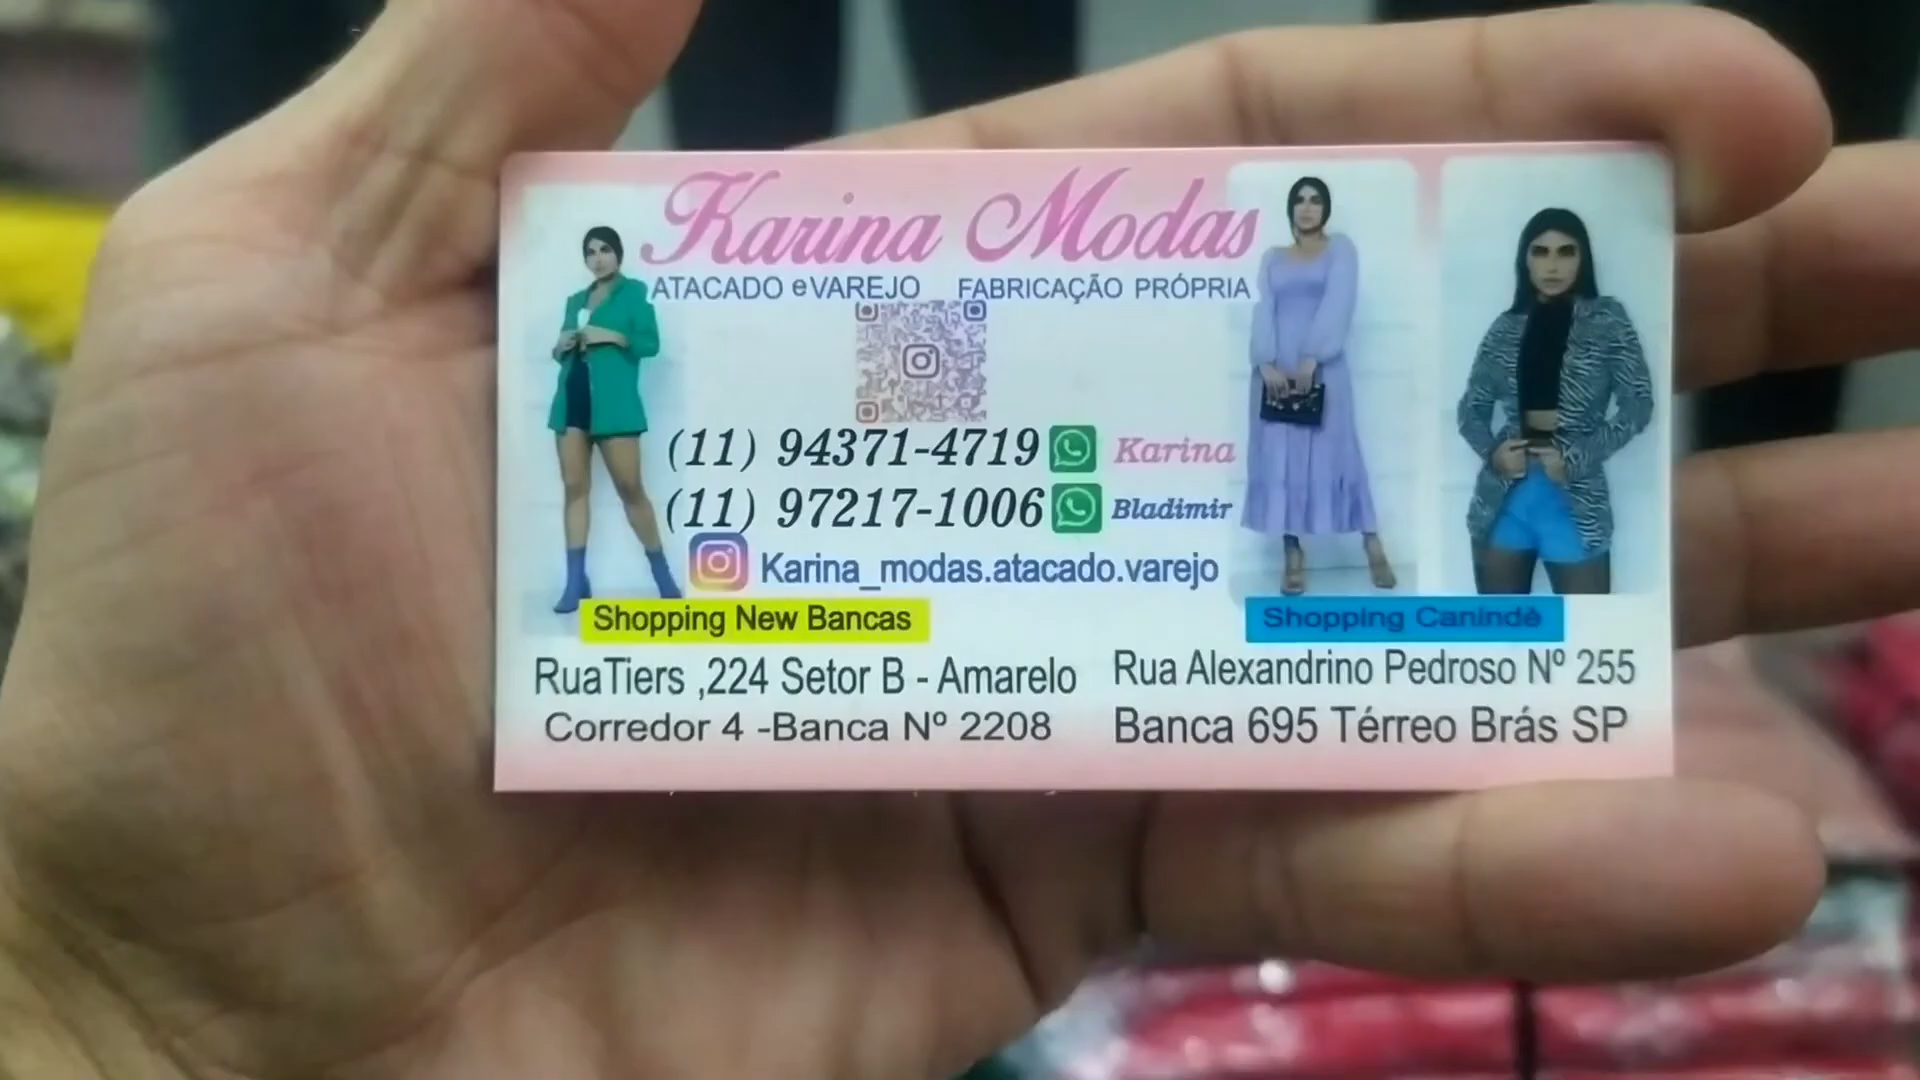 Karina Modas
ATACADO e VAREJO FABRICAÇÃO PRÓPRIA
(11) 94371-4719 Karina
(11) 97217-1006 Bladimir
Karina_modas.atacado.varejo
Shopping New Bancas
RuaTiers ,224 Setor B - Amarelo
Corredor 4 -Banca Nº 2208
Shopping Canindè
Rua Alexandrino Pedroso Nº 255
Banca 695 Térreo Brás SP